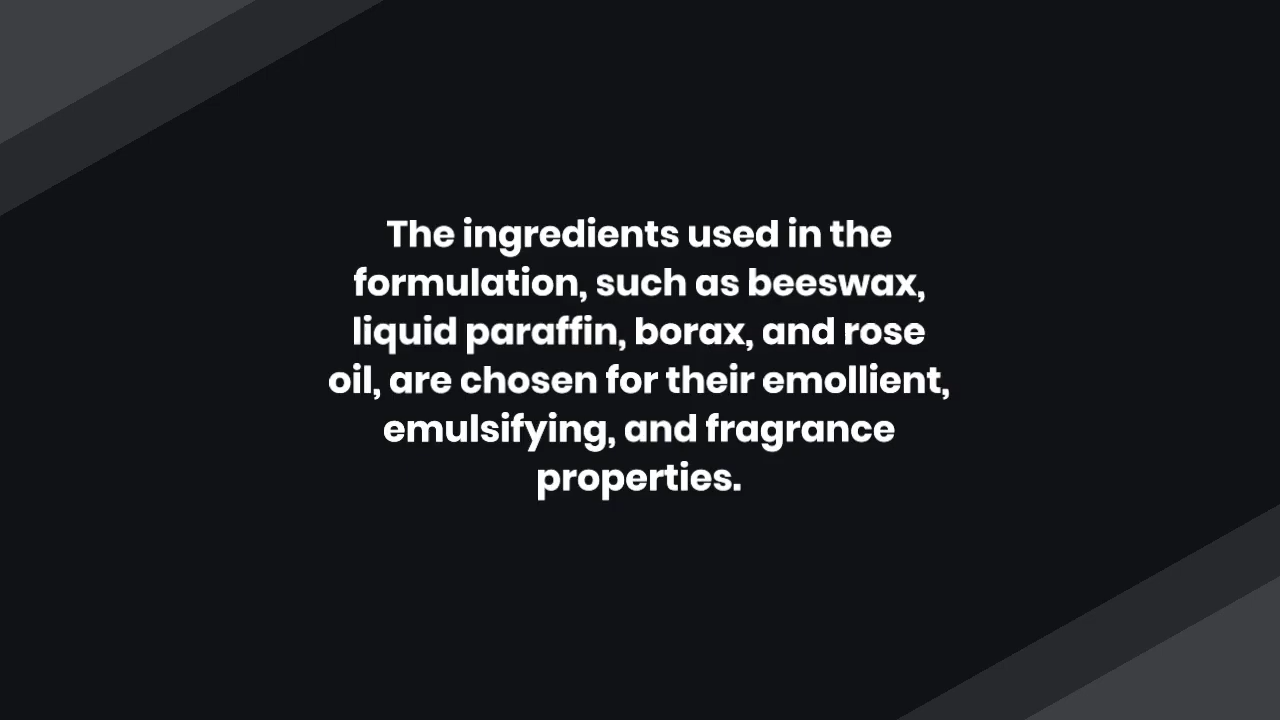 The ingredients used in the
formulation, such as beeswax,
liquid paraffin, borax, and rose
oil, are chosen for their emollient,
emulsifying, and fragrance
properties.